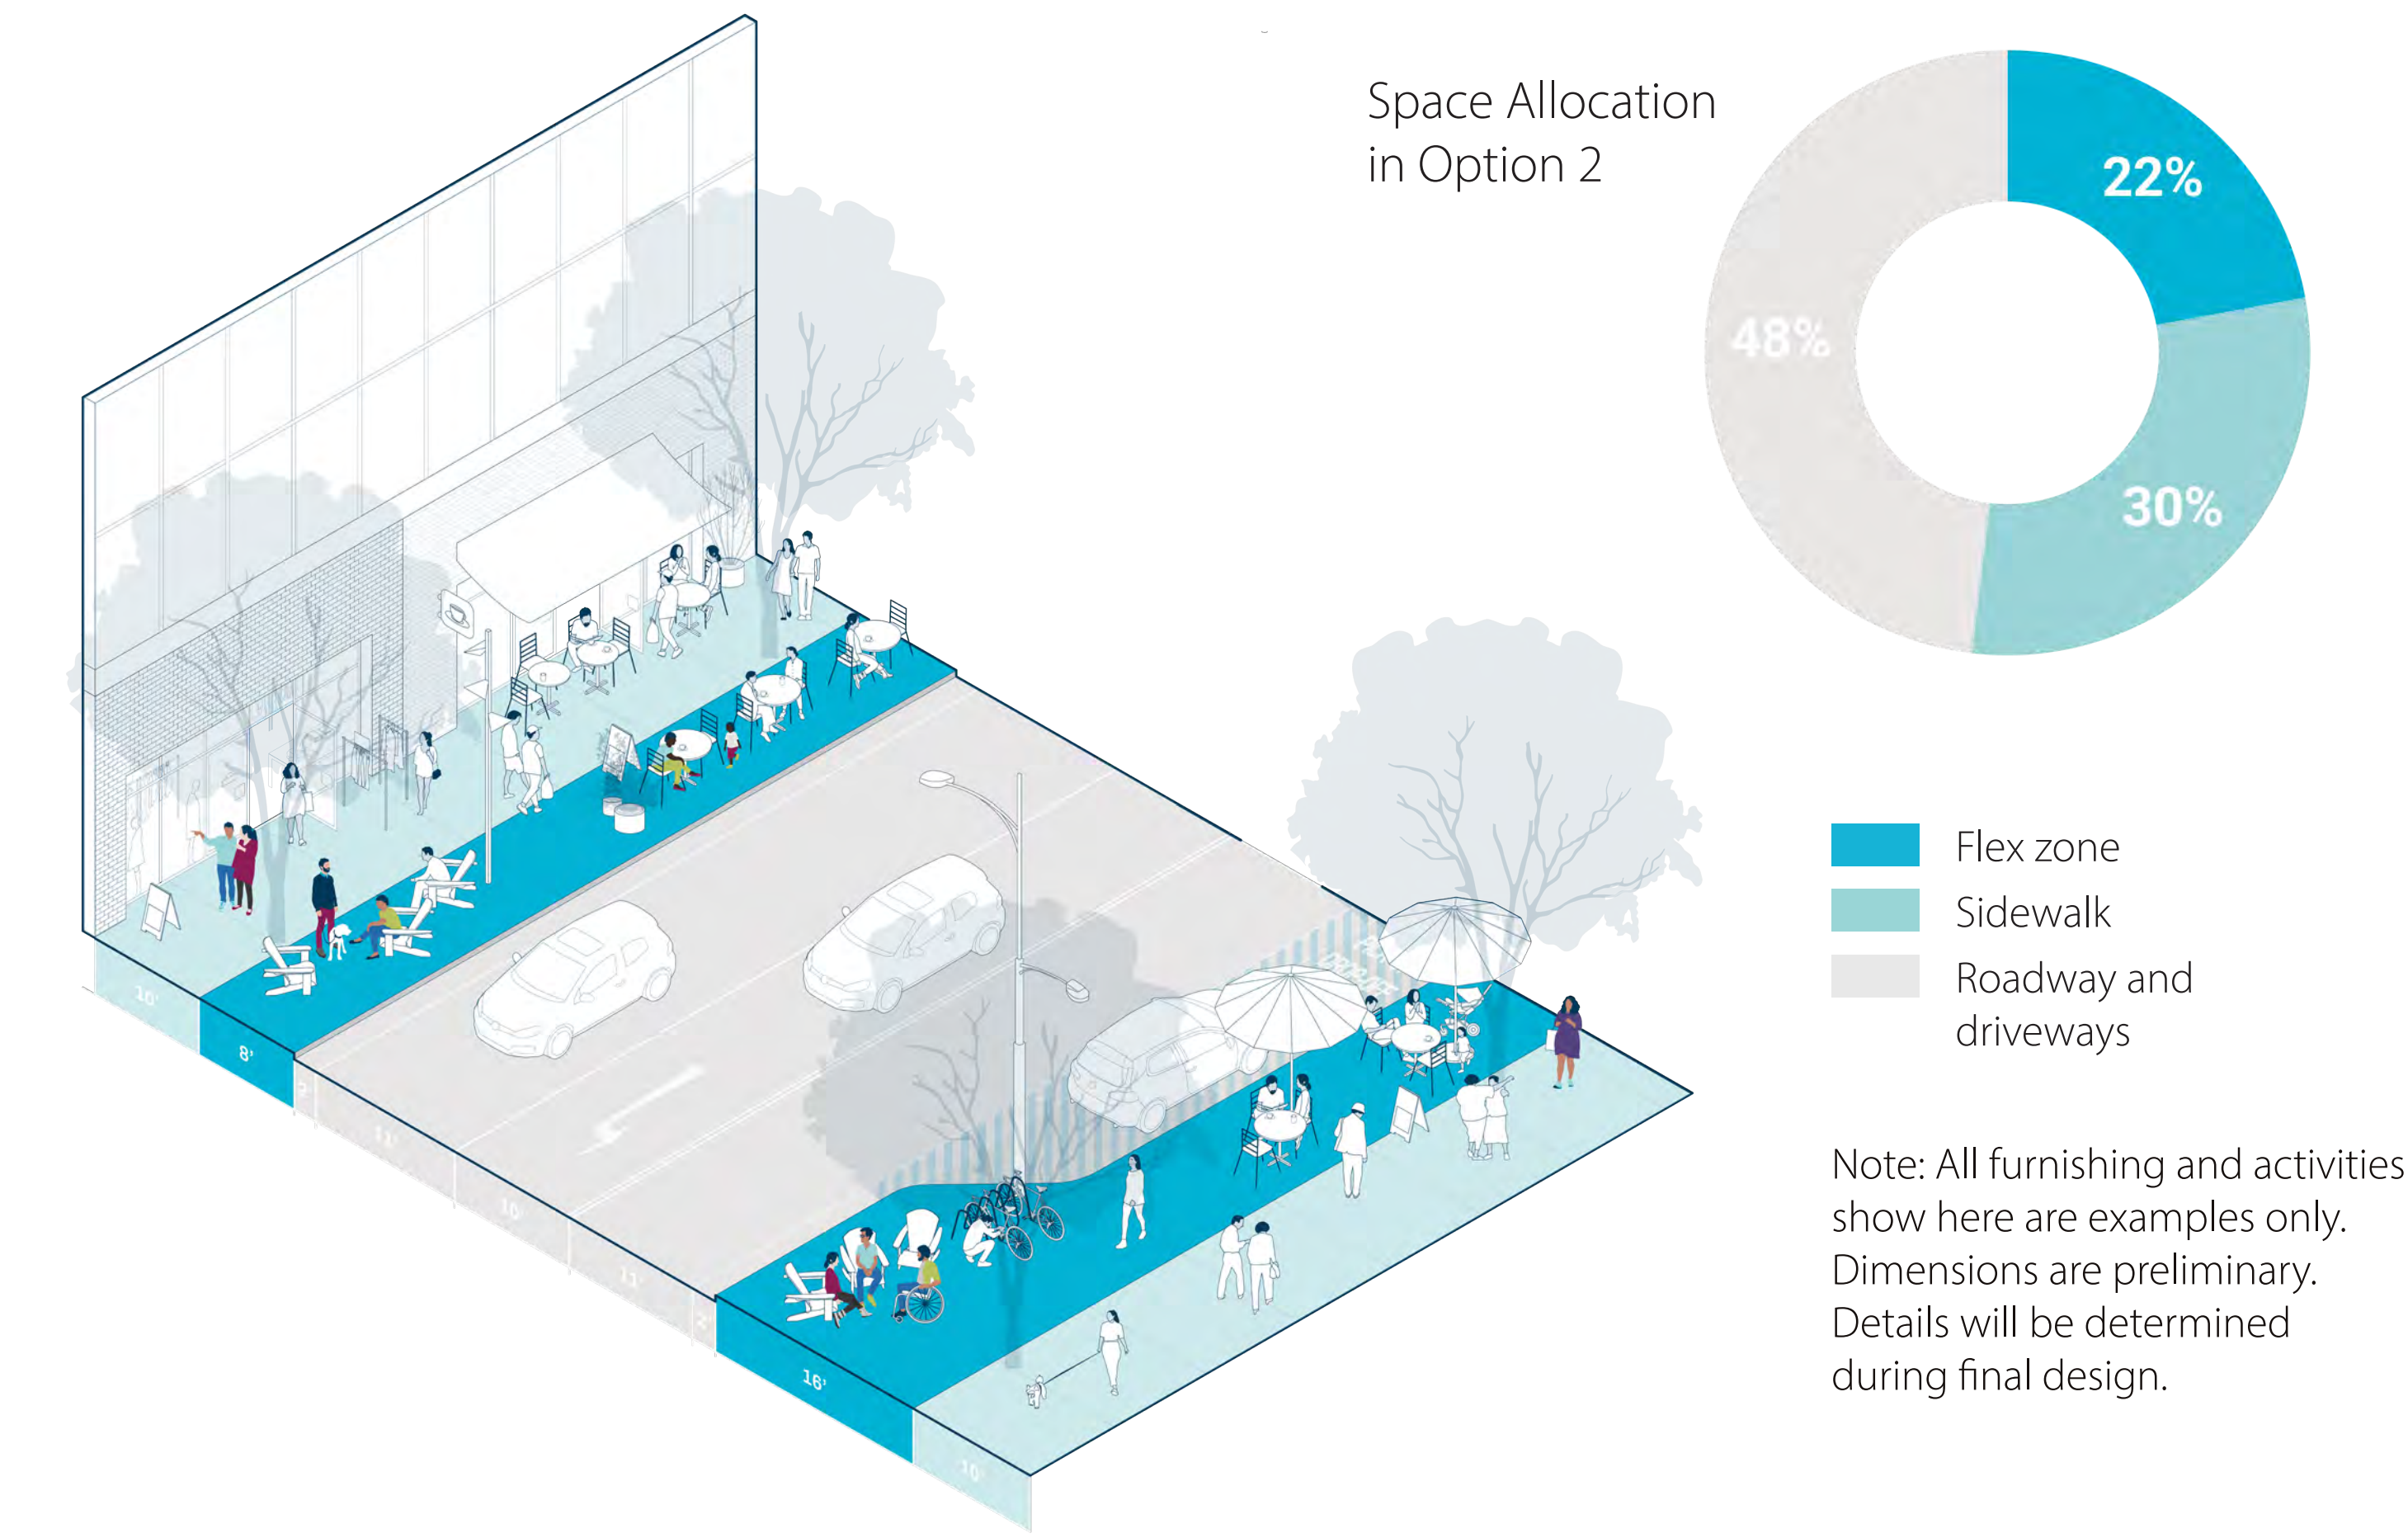 Space Allocation
in Option 2
22%
48%
30%
Flex zone
Sidewalk
Roadway and
driveways
Note: All furnishing and activities
show here are examples only.
Dimensions are preliminary.
Details will be determined
during final design.
10'
8'
2'
11'
10'
11'
2'
16'
10'